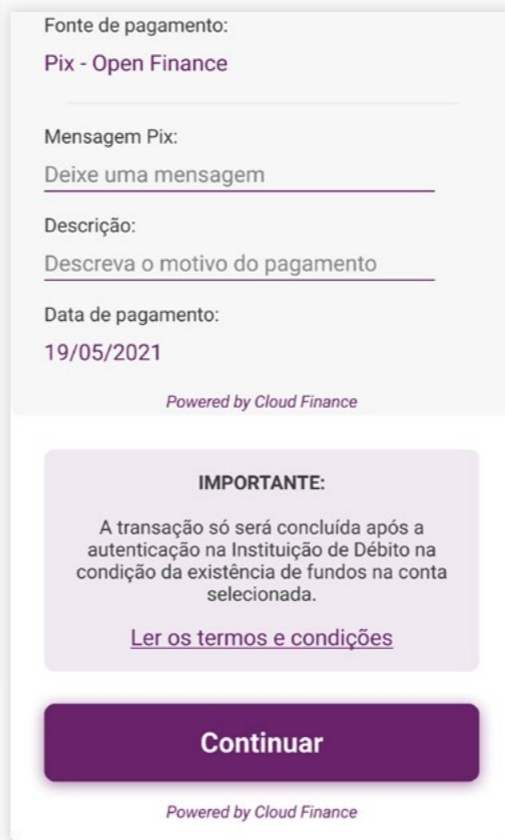 Fonte de pagamento:
Pix - Open Finance
Mensagem Pix:
Deixe uma mensagem
Descrição:
Descreva o motivo do pagamento
Data de pagamento:
19/05/2021
Powered by Cloud Finance
IMPORTANTE:
A transação só será concluída após a
autenticação na Instituição de Débito na
condição da existência de fundos na conta
selecionada.
Ler os termos e condições
Continuar
Powered by Cloud Finance